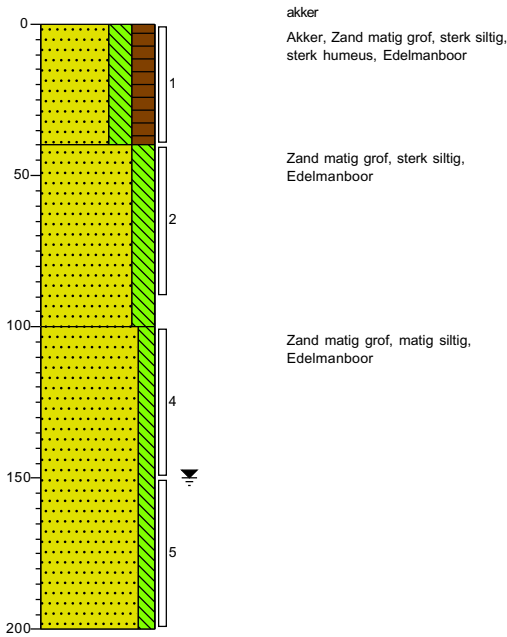 akker
0
Akker, Zand matig grof, sterk siltig,
sterk humeus, Edelmanboor
1
50
Zand matig grof, sterk siltig,
Edelmanboor
2
100
Zand matig grof, matig siltig,
Edelmanboor
4
150
5
200